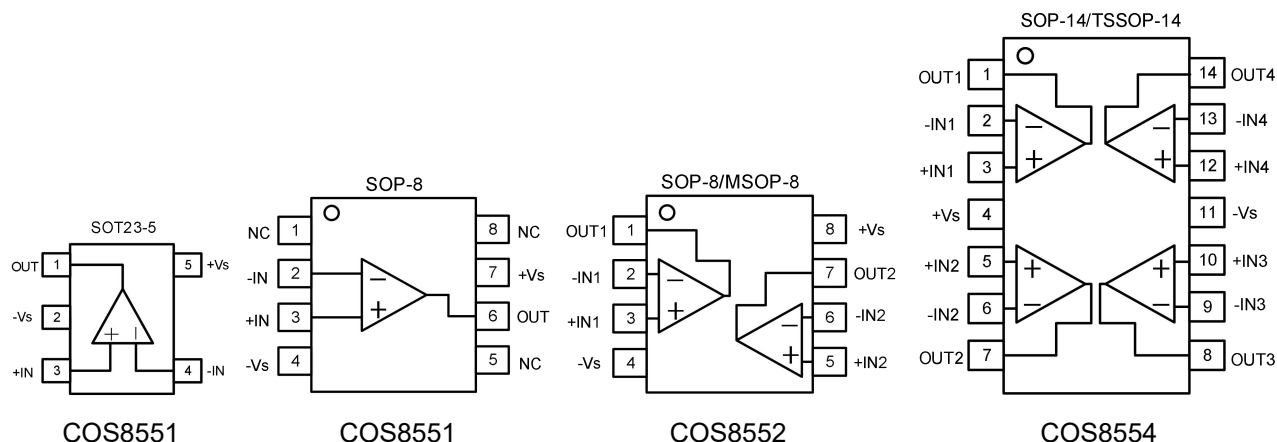 SOT23-5
OUT 1 5 +Vs
-Vs 2
+IN 3 4 -IN
+ −
COS8551
SOP-8
NC 1 8 NC
-IN 2 − 7 +Vs
+IN 3 + 6 OUT
-Vs 4 5 NC
COS8551
SOP-8/MSOP-8
OUT1 1 8 +Vs
-IN1 2 − 7 OUT2
+IN1 3 + − 6 -IN2
-Vs 4 + 5 +IN2
COS8552
SOP-14/TSSOP-14
OUT1 1 14 OUT4
-IN1 2 − − 13 -IN4
+IN1 3 + + 12 +IN4
+Vs 4 11 -Vs
+IN2 5 + + 10 +IN3
-IN2 6 − − 9 -IN3
OUT2 7 8 OUT3
COS8554